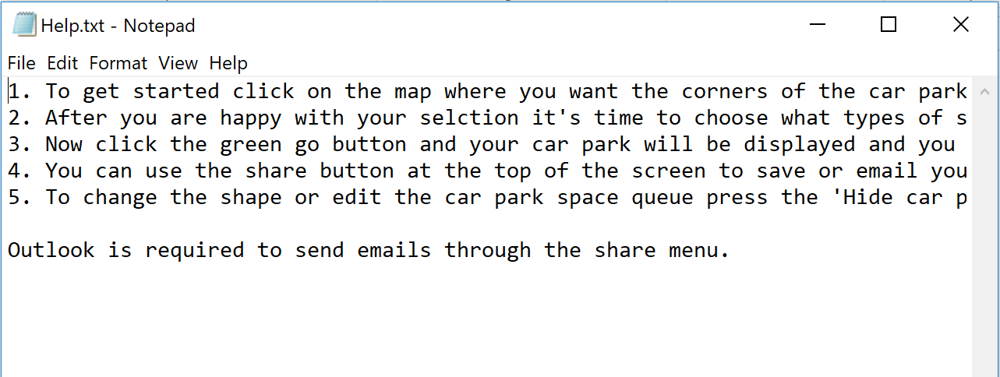 Help.txt - Notepad
File Edit Format View Help
1. To get started click on the map where you want the corners of the car park
2. After you are happy with your selction it's time to choose what types of s
3. Now click the green go button and your car park will be displayed and you
4. You can use the share button at the top of the screen to save or email you
5. To change the shape or edit the car park space queue press the 'Hide car p
Outlook is required to send emails through the share menu.